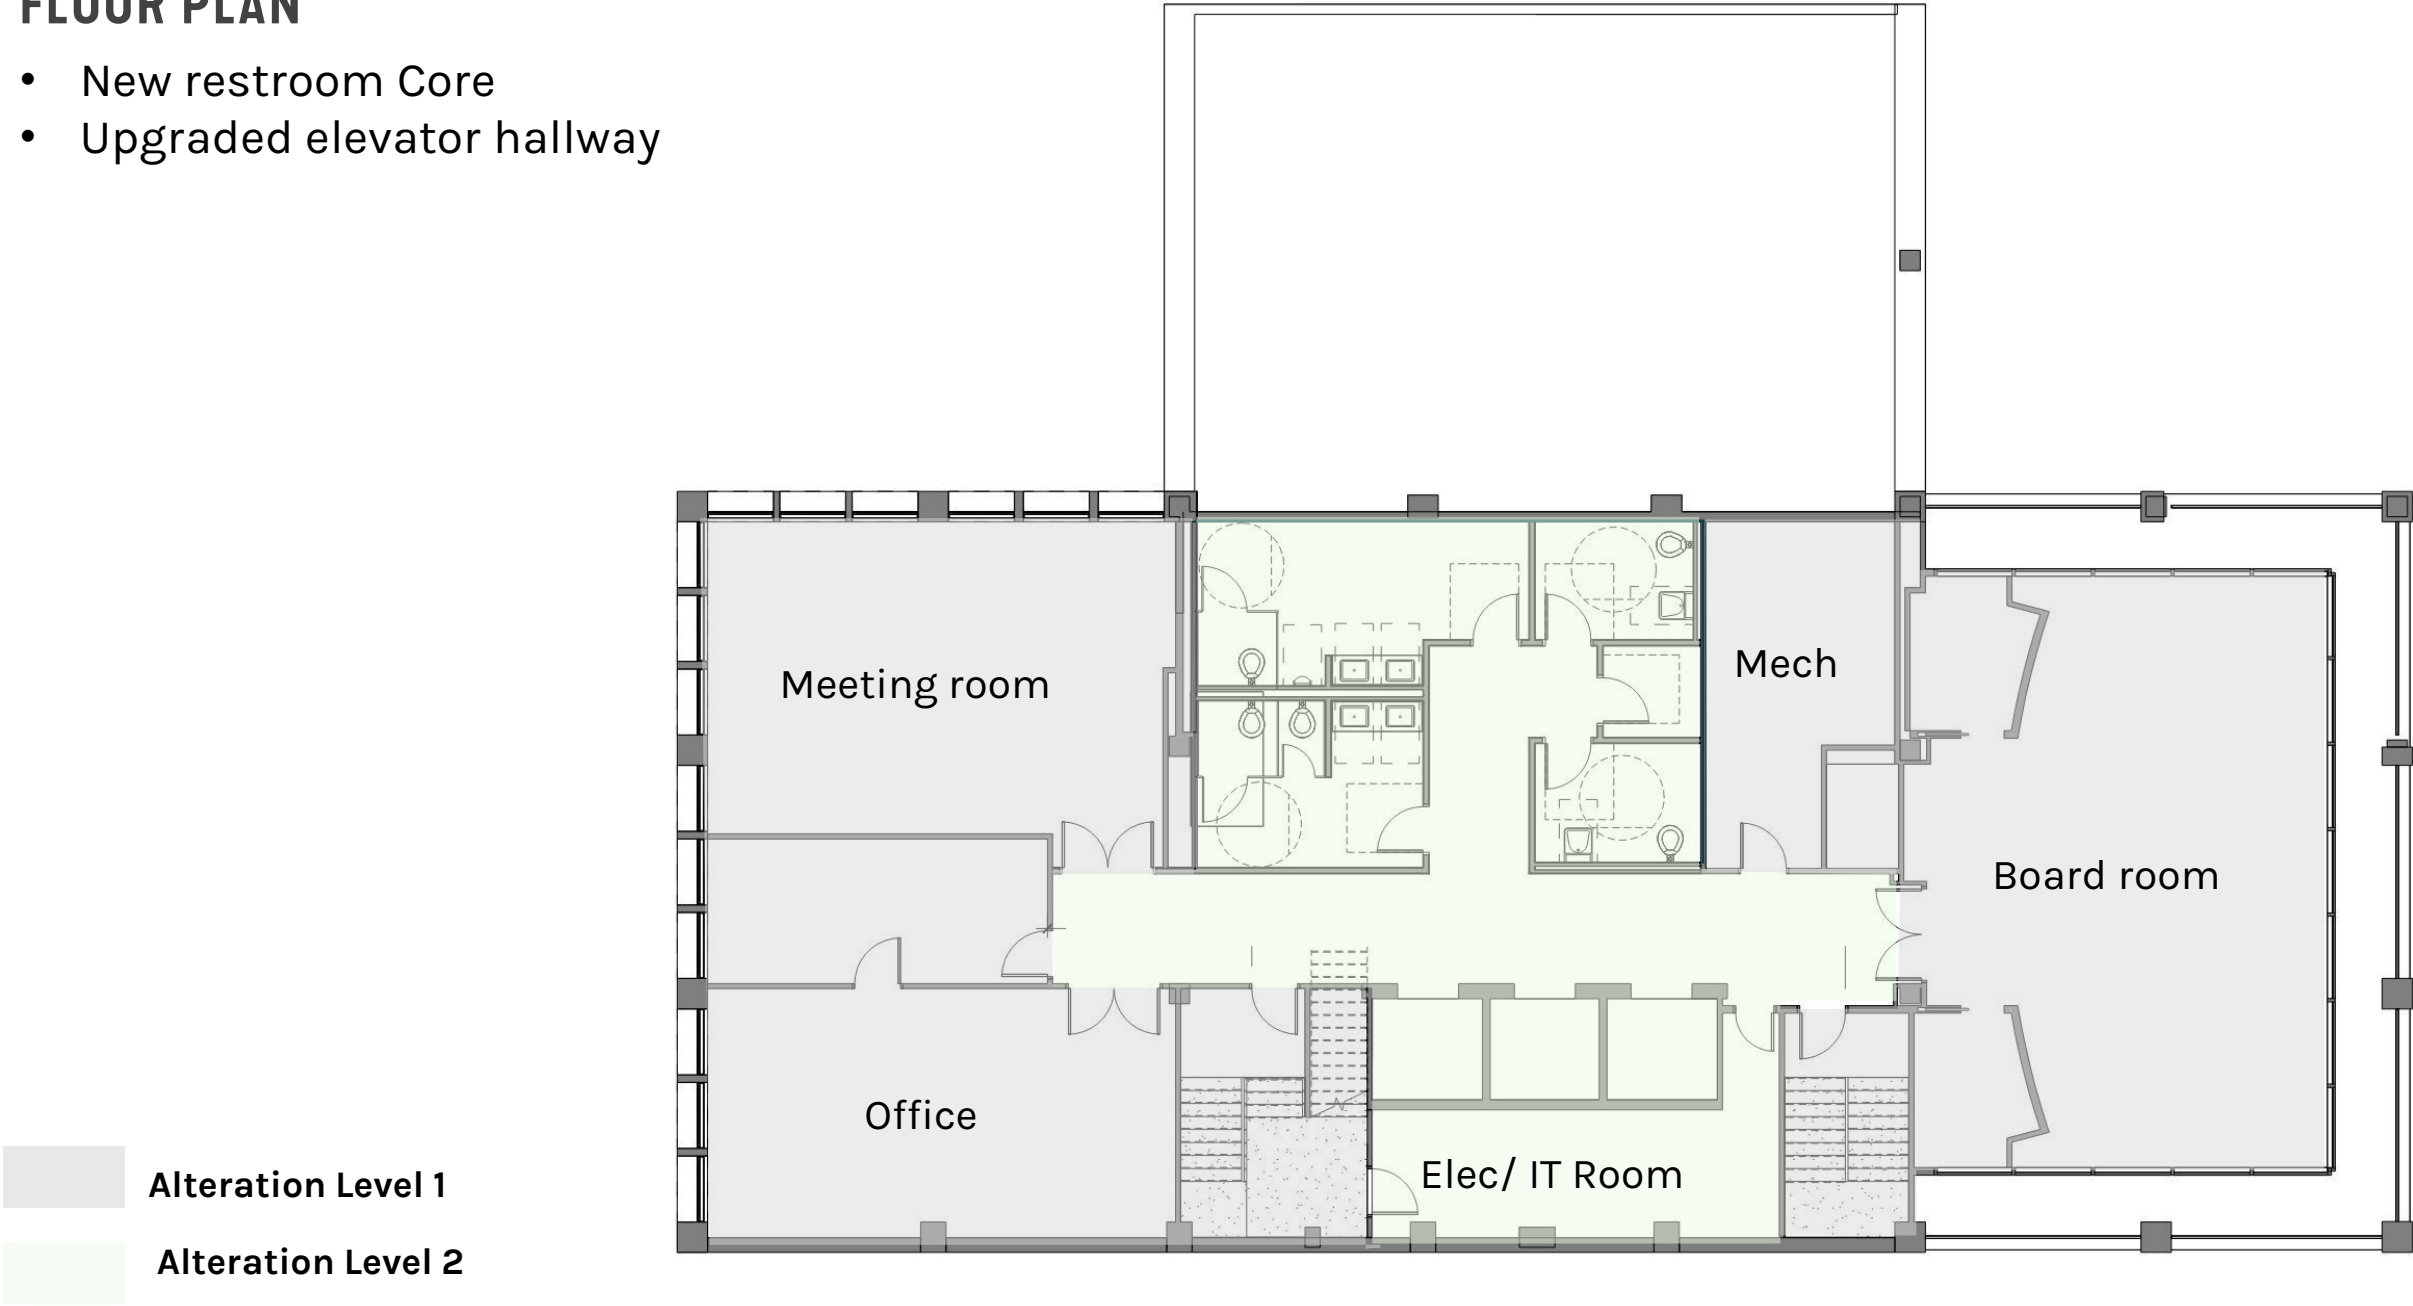 FLOOR PLAN
• New restroom Core
• Upgraded elevator hallway
Meeting room
Mech
Board room
Office
Elec/ IT Room
Alteration Level 1
Alteration Level 2